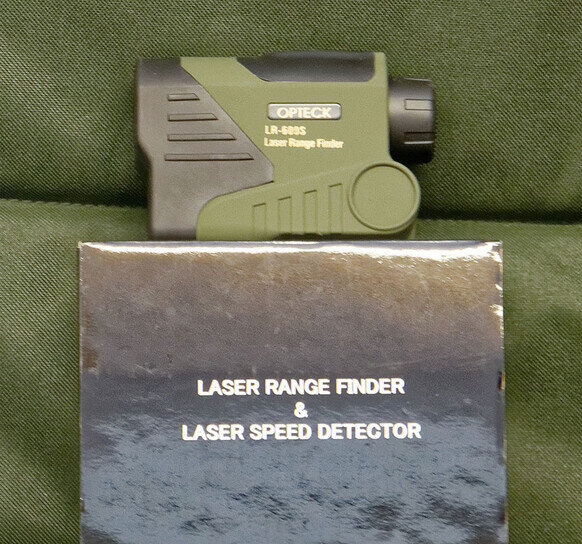 OPTECK
LR-600S
Laser Range Finder
LASER RANGE FINDER
&
LASER SPEED DETECTOR